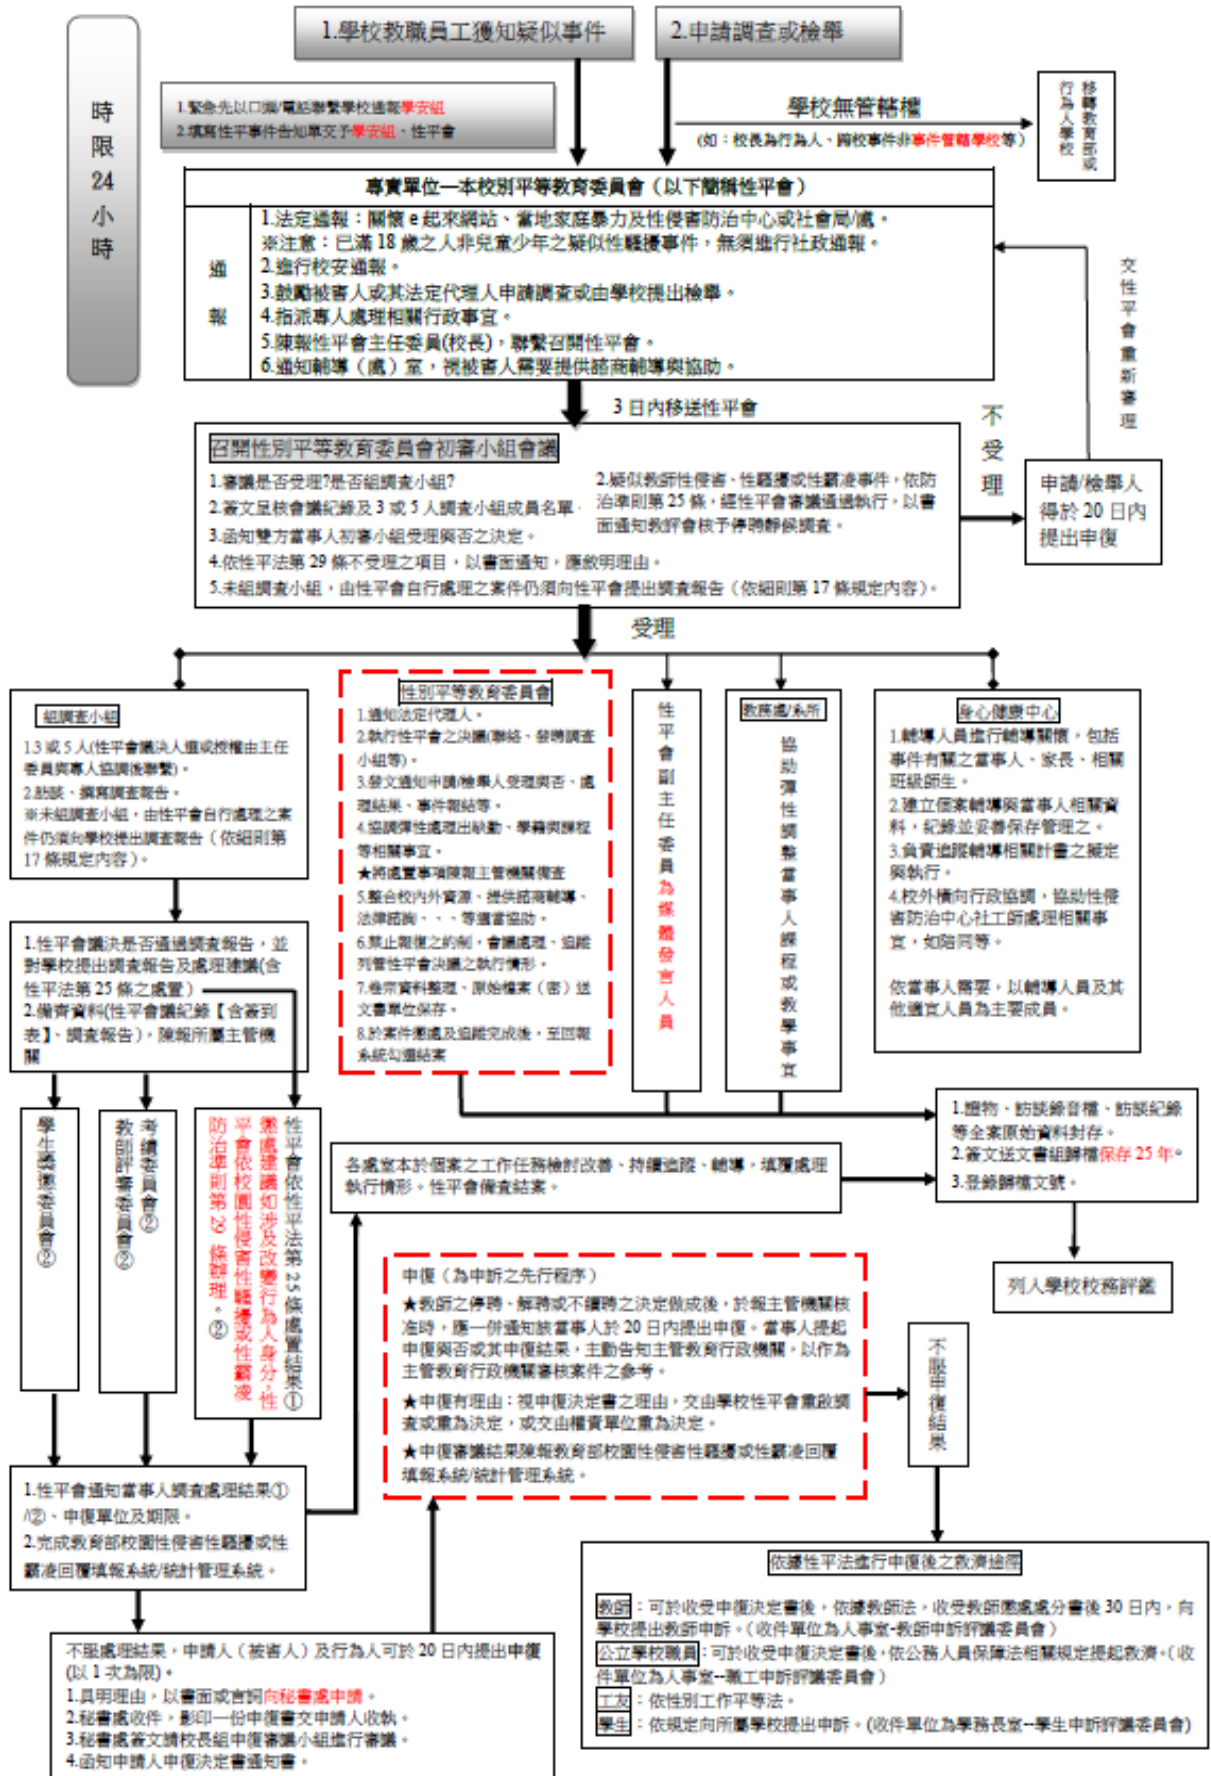 1.學校教職員工獲知疑似事件
2.申請調查或檢舉
時限24小時
1.緊急先以口頭/電話聯繫學校通報學安組
2.填寫性平事件告知單交予學安組、性平會
學校無管轄權
(如：校長為行為人、跨校事件非事件管轄學校等)
移轉教育部或
行為人學校
專責單位—本校別平等教育委員會（以下簡稱性平會）
通報
1.法定通報：關懷 e 起來網站、當地家庭暴力及性侵害防治中心或社會局/處。
※注意：已滿 18 歲之人非兒童少年之疑似性騷擾事件，無須進行社政通報。
2.進行校安通報。
3.鼓勵被害人或其法定代理人申請調查或由學校提出檢舉。
4.指派專人處理相關行政事宜。
5.陳報性平會主任委員(校長)，聯繫召開性平會。
6.通知輔導（處）室，視被害人需要提供諮商輔導與協助。
交性平會重新審理
3 日內移送性平會
不受理
召開性別平等教育委員會初審小組會議
1.審議是否受理?是否組調查小組?
2.簽文呈核會議紀錄及 3 或 5 人調查小組成員名單.
3.函知雙方當事人初審小組受理與否之決定。
2.疑似教師性侵害、性騷擾或性霸凌事件，依防
治準則第 25 條，經性平會審議通過執行，以書
面通知教評會核予停聘靜候調查。
4.依性平法第 29 條不受理之項目，以書面通知，應敘明理由。
5.未組調查小組，由性平會自行處理之案件仍須向性平會提出調查報告（依細則第 17 條規定內容）。
申請/檢舉人
得於 20 日內
提出申復
受理
組調查小組
1.3 或 5 人(性平會議決人選或授權由主任
委員與專人協調後聯繫)。
2.訪談、撰寫調查報告。
※未組調查小組，由性平會自行處理之案
件仍須向學校提出調查報告（依細則第
17 條規定內容）。
性別平等教育委員會
1.通知法定代理人。
2.執行性平會之決議(聯絡、發聘調查
小組等)。
3.發文通知申請/檢舉人受理與否、處
理結果、事件報結等。
4.協調彈性處理出缺勤、學籍與課程
等相關事宜。
★將處置事項陳報主管機關備查
5.整合校內外資源、提供諮商輔導、
法律諮詢、、、等適當協助。
6.禁止報復之約制，會議處理、追蹤
列管性平會決議之執行情形。
7.卷宗資料整理、原始檔案（密）送
文書單位保存。
8.於案件懲處及追蹤完成後，至回報
系統勾選結案
性平會副主任委員為媒體發言人員
教務處/系所
協助彈性調整當事人課程或教學事宜
身心健康中心
1.輔導人員進行輔導關懷，包括
事件有關之當事人、家長、相關
班級師生。
2.建立個案輔導與當事人相關資
料，紀錄並妥善保存管理之。
3.負責追蹤輔導相關計畫之擬定
與執行。
4.校外橫向行政協調，協助性侵
害防治中心社工師處理相關事
宜，如陪同等。
依當事人需要，以輔導人員及其
他適宜人員為主要成員。
1.性平會議決是否通過調查報告，並
對學校提出調查報告及處理建議(含
性平法第 25 條之處置)
2.備齊資料(性平會議紀錄【含簽到
表】、調查報告)，陳報所屬主管機
關
學生獎懲委員會②
考績委員會②
教師評審委員會②
性平會依性平法第 25 條處置結果①
懲處建議如涉及改變行為人身分，性
平會依校園性侵害性騷擾或性霸凌
防治準則第 29 條辦理。②
各處室本於個案之工作任務檢討改善、持續追蹤、輔導，填覆處理
執行情形。性平會備查結案。
1.證物、訪談錄音檔、訪談紀錄
等全案原始資料封存。
2.簽文送文書組歸檔保存 25 年。
3.登錄歸檔文號。
列入學校校務評鑑
申復（為申訴之先行程序）
★教師之停聘、解聘或不續聘之決定做成後，於報主管機關核
准時，應一併通知該當事人於 20 日內提出申復。當事人提起
申復與否或其申復結果，主動告知主管教育行政機關，以作為
主管教育行政機關審核案件之參考。
★申復有理由：視申復決定書之理由，交由學校性平會重啟調
查或重為決定，或交由權責單位重為決定。
★申復審議結果陳報教育部校園性侵害性騷擾或性霸凌回覆
填報系統/統計管理系統。
不服申復結果
1.性平會通知當事人調查處理結果①
/②、申復單位及期限。
2.完成教育部校園性侵害性騷擾或性
霸凌回覆填報系統/統計管理系統。
不服處理結果，申請人（被害人）及行為人可於 20 日內提出申復
(以 1 次為限)。
1.具明理由，以書面或言詞向秘書處申請。
2.秘書處收件，影印一份申復書交申請人收執。
3.秘書處簽文請校長組申復審議小組進行審議。
4.函知申請人申復決定書通知書。
依據性平法進行申復後之救濟途徑
教師：可於收受申復決定書後，依據教師法，收受教師懲處處分書後 30 日內，向
學校提出教師申訴。（收件單位為人事室-教師申訴評議委員會）
公立學校職員：可於收受申復決定書後，依公務人員保障法相關規定提起救濟。（收
件單位為人事室--職工申訴評議委員會）
工友：依性別工作平等法。
學生：依規定向所屬學校提出申訴。(收件單位為學務長室--學生申訴評議委員會)